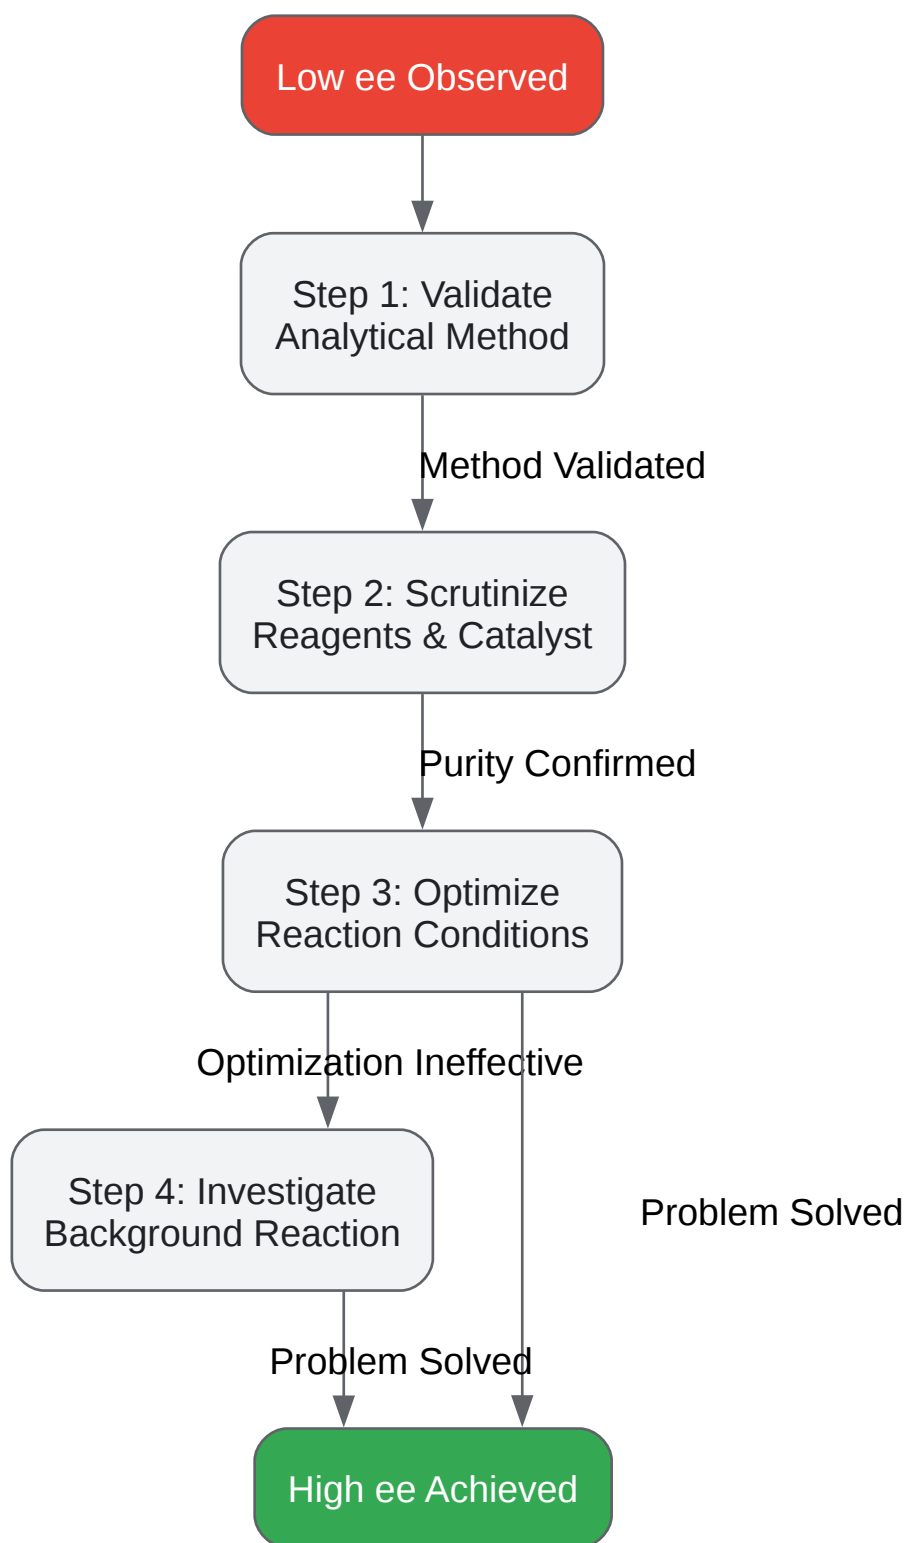 Low ee Observed
Step 1: Validate
Analytical Method
Method Validated
Step 2: Scrutinize
Reagents & Catalyst
Purity Confirmed
Step 3: Optimize
Reaction Conditions
Optimization Ineffective
Step 4: Investigate
Background Reaction
Problem Solved
Problem Solved
High ee Achieved